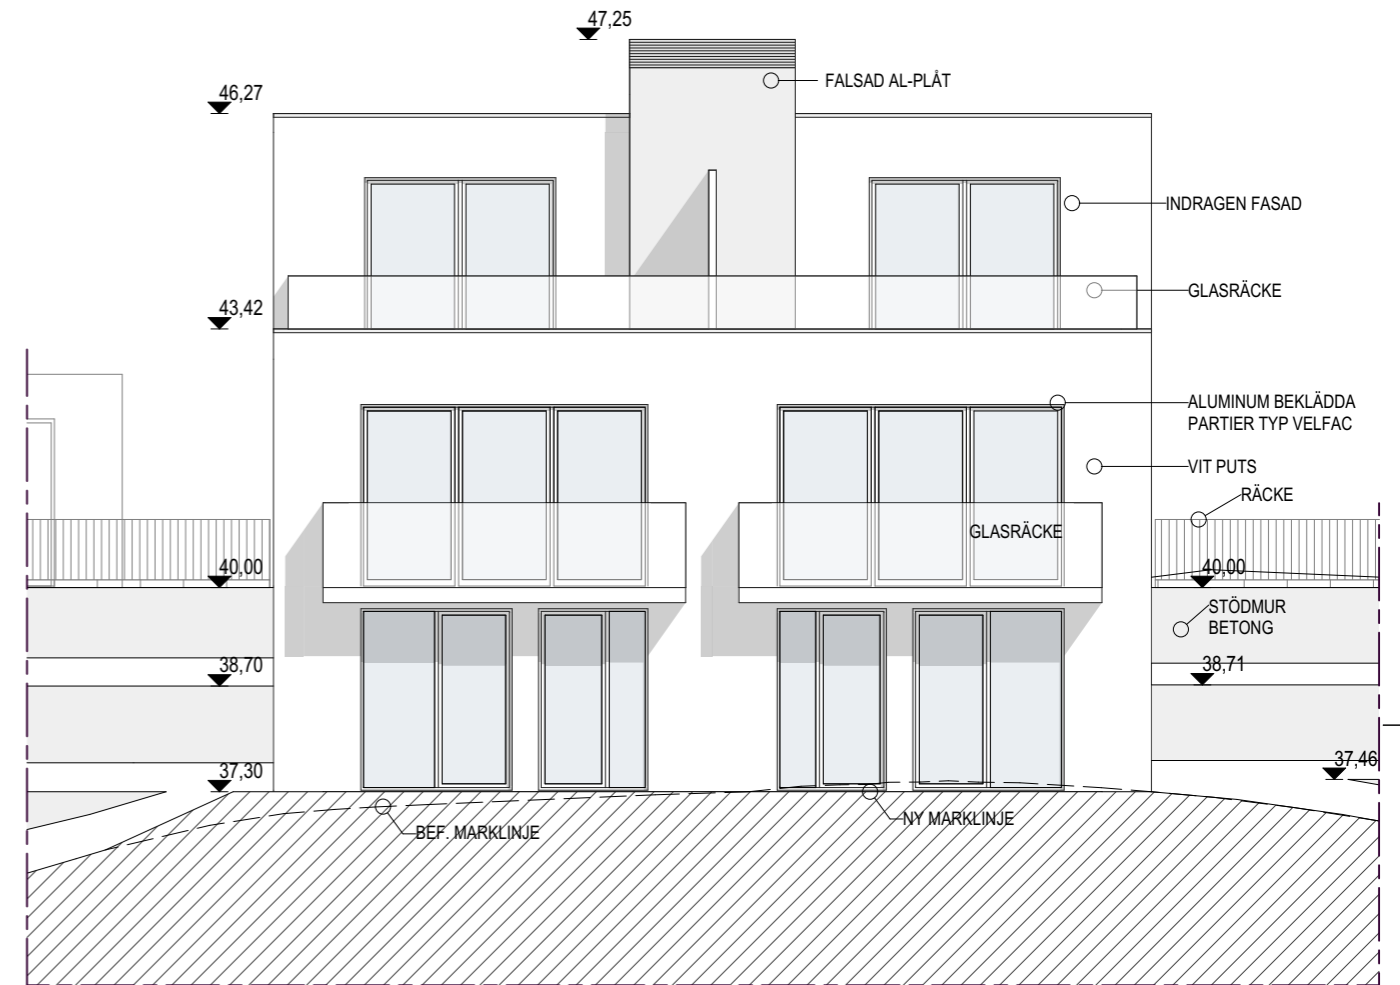 47,25
FALSAD AL-PLÅT
46,27
INDRAGEN FASAD
GLASRÄCKE
43,42
ALUMINUM BEKLÄDDA
PARTIER TYP VELFAC
VIT PUTS
RÄCKE
GLASRÄCKE
40,00
40,00
STÖDMUR
BETONG
38,70
38,71
37,30
37,46
NY MARKLINJE
BEF. MARKLINJE